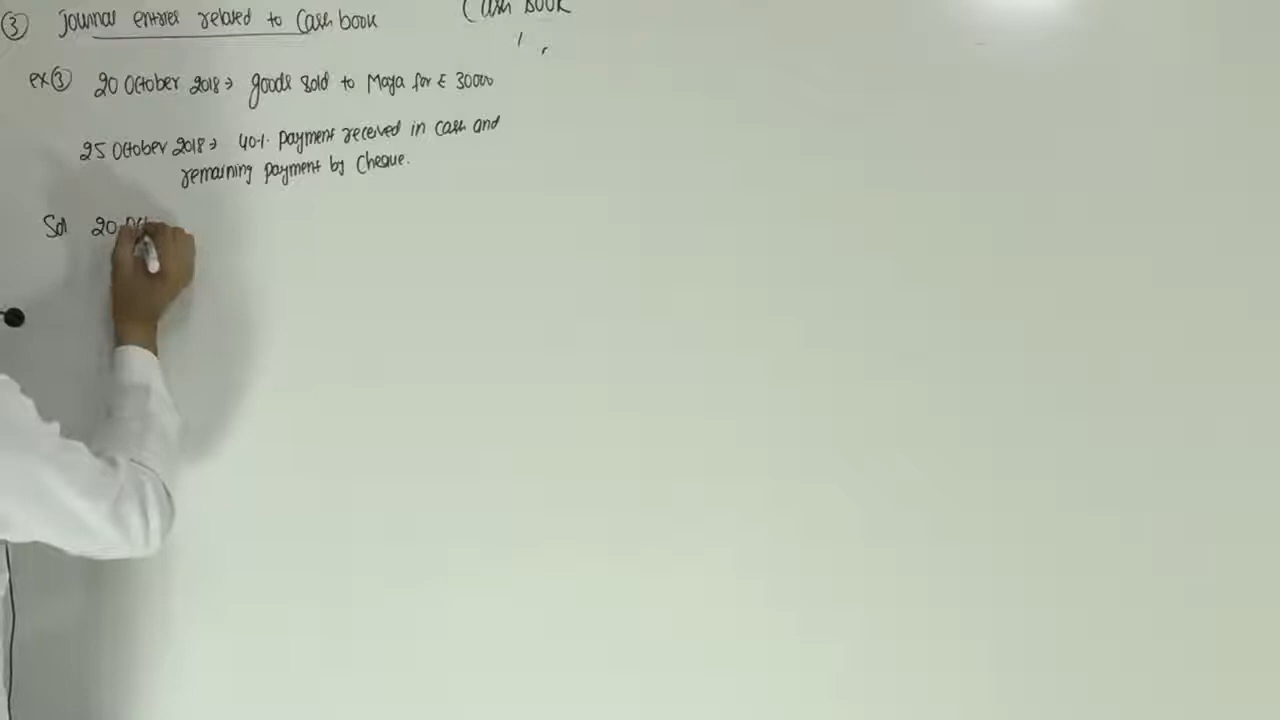 ③ Journal entries related to Cash book
Cash Book
ex③ 20 October 2018→ goods sold to Maya for ₹ 30000
25 October 2018→ 40% payment received in cash and
remaining payment by Cheque.
Sol 20 Oct